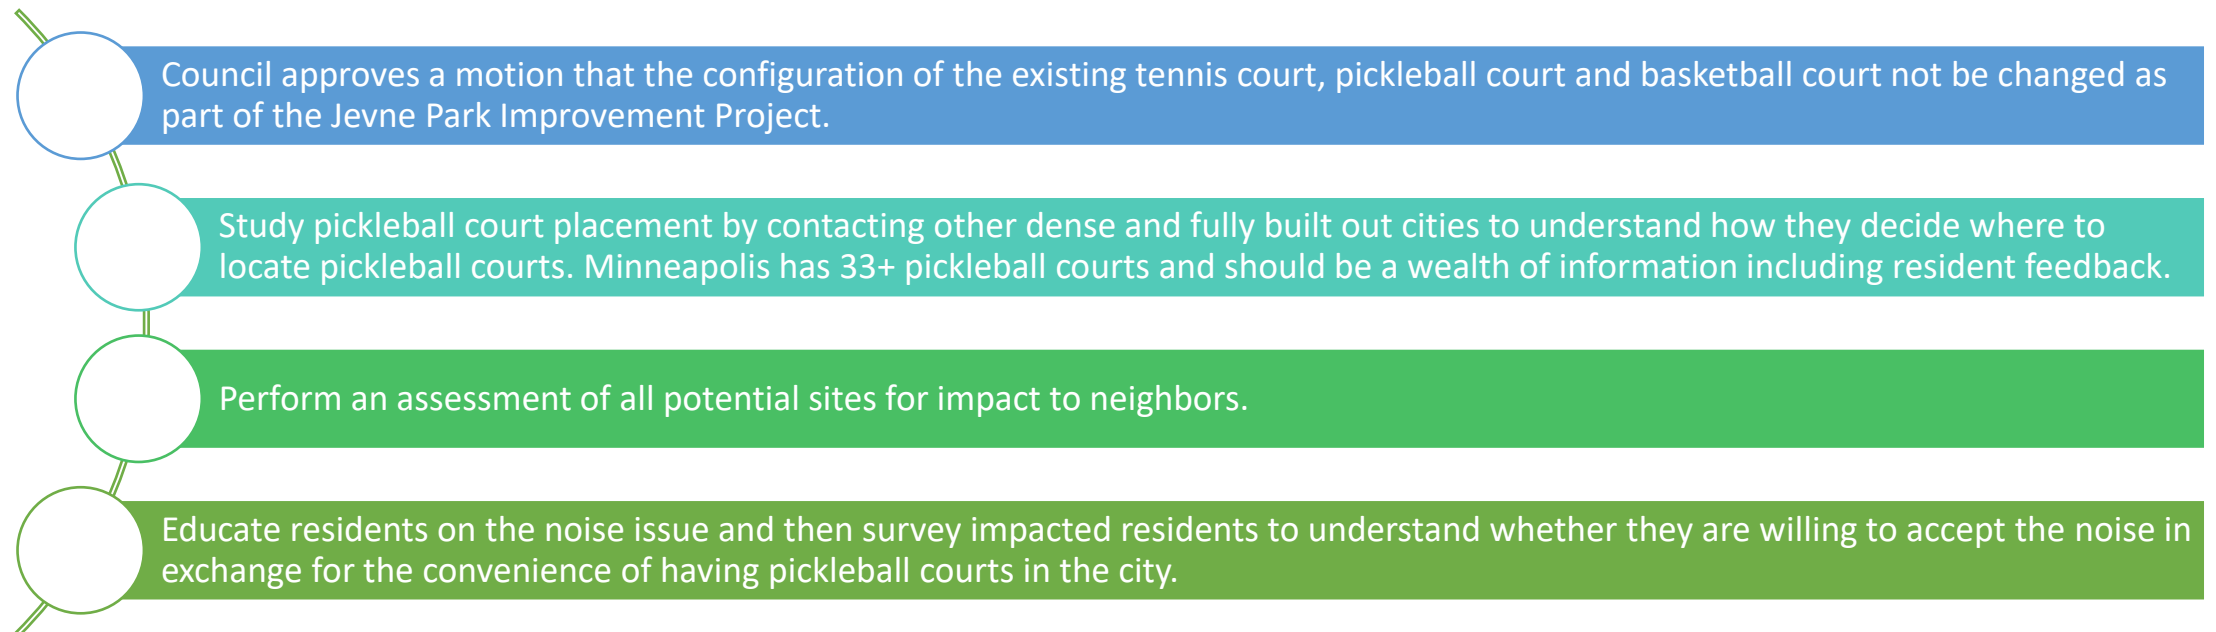 Council approves a motion that the configuration of the existing tennis court, pickleball court and basketball court not be changed as
part of the Jevne Park Improvement Project.
Study pickleball court placement by contacting other dense and fully built out cities to understand how they decide where to
locate pickleball courts. Minneapolis has 33+ pickleball courts and should be a wealth of information including resident feedback.
Perform an assessment of all potential sites for impact to neighbors.
Educate residents on the noise issue and then survey impacted residents to understand whether they are willing to accept the noise in
exchange for the convenience of having pickleball courts in the city.